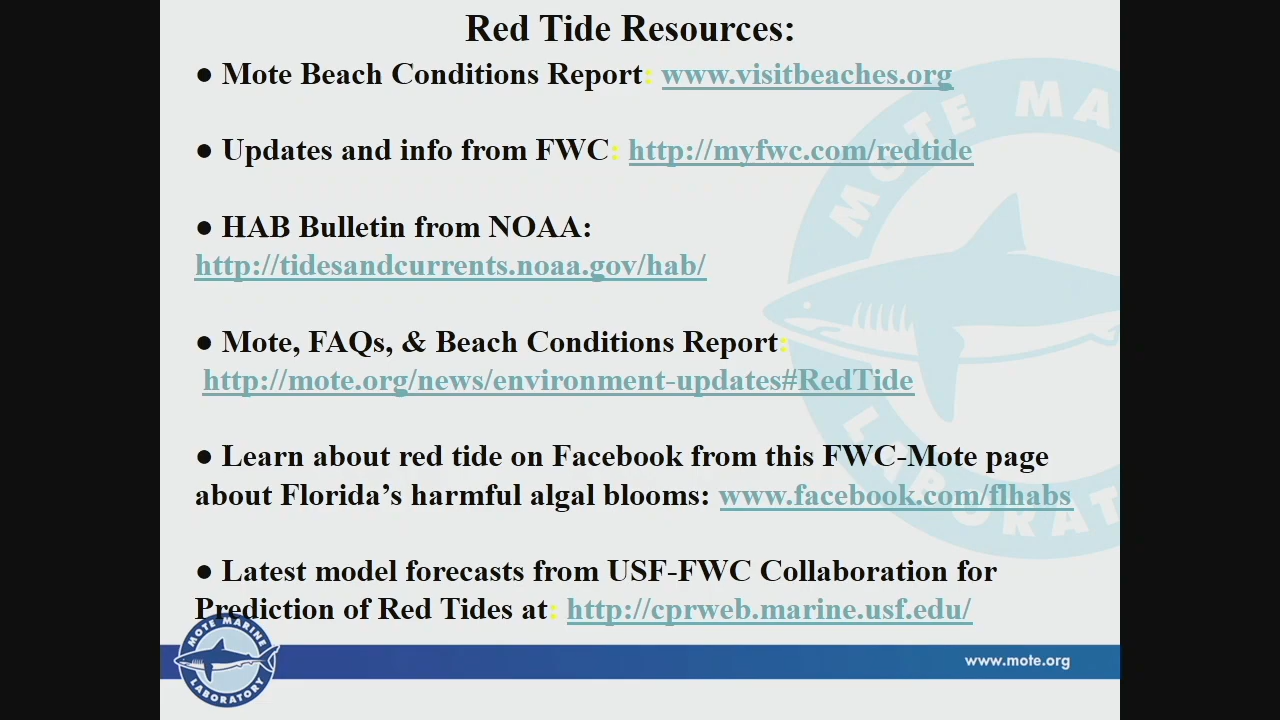 Red Tide Resources:
● Mote Beach Conditions Report: www.visitbeaches.org
● Updates and info from FWC: http://myfwc.com/redtide
● HAB Bulletin from NOAA:
http://tidesandcurrents.noaa.gov/hab/
● Mote, FAQs, & Beach Conditions Report:
http://mote.org/news/environment-updates#RedTide
● Learn about red tide on Facebook from this FWC-Mote page
about Florida’s harmful algal blooms: www.facebook.com/flhabs
● Latest model forecasts from USF-FWC Collaboration for
Prediction of Red Tides at: http://cprweb.marine.usf.edu/
MOTE MA
LABORAT
MOTE MARINE
LABORATORY
www.mote.org